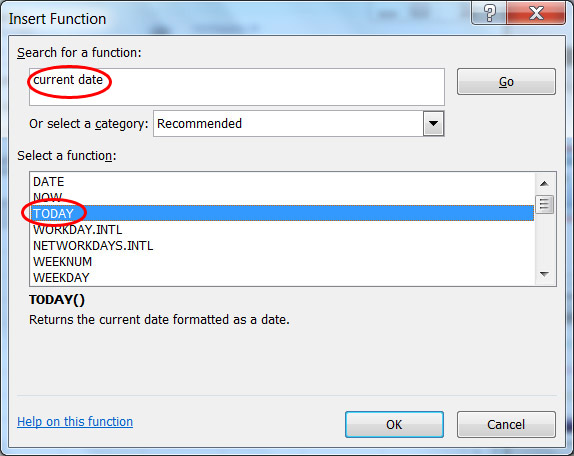 Insert Function
?
Search for a function:
current date
Go
Or select a category: Recommended
Select a function:
DATE
NOW
TODAY
WORKDAY.INTL
NETWORKDAYS.INTL
WEEKNUM
WEEKDAY
TODAY()
Returns the current date formatted as a date.
Help on this function
OK Cancel